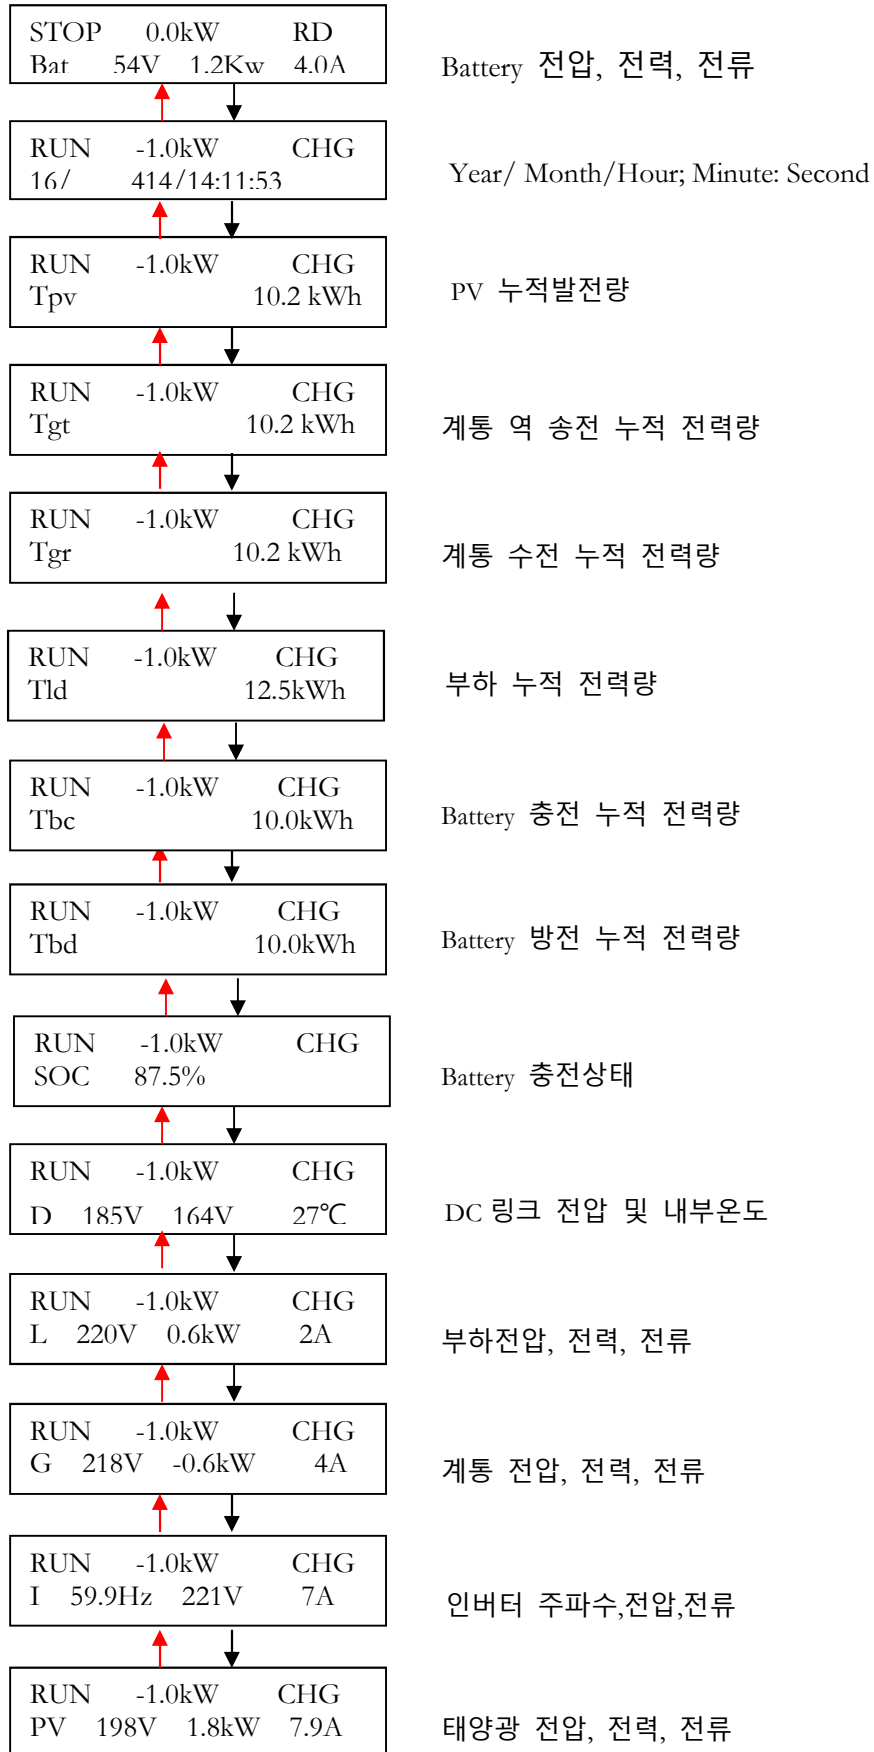 STOP 0.0kW RD
Bat 54V 1.2Kw 4.0A
Battery 전압, 전력, 전류
RUN -1.0kW CHG
16/ 414/14:11:53
Year/ Month/Hour; Minute: Second
RUN -1.0kW CHG
Tpv 10.2 kWh
PV 누적발전량
RUN -1.0kW CHG
Tgt 10.2 kWh
계통 역 송전 누적 전력량
RUN -1.0kW CHG
Tgr 10.2 kWh
계통 수전 누적 전력량
RUN -1.0kW CHG
Tld 12.5kWh
부하 누적 전력량
RUN -1.0kW CHG
Tbc 10.0kWh
Battery 충전 누적 전력량
RUN -1.0kW CHG
Tbd 10.0kWh
Battery 방전 누적 전력량
RUN -1.0kW CHG
SOC 87.5%
Battery 충전상태
RUN -1.0kW CHG
D 185V 164V 27℃
DC 링크 전압 및 내부온도
RUN -1.0kW CHG
L 220V 0.6kW 2A
부하전압, 전력, 전류
RUN -1.0kW CHG
G 218V -0.6kW 4A
계통 전압, 전력, 전류
RUN -1.0kW CHG
I 59.9Hz 221V 7A
인버터 주파수,전압,전류
RUN -1.0kW CHG
PV 198V 1.8kW 7.9A
태양광 전압, 전력, 전류